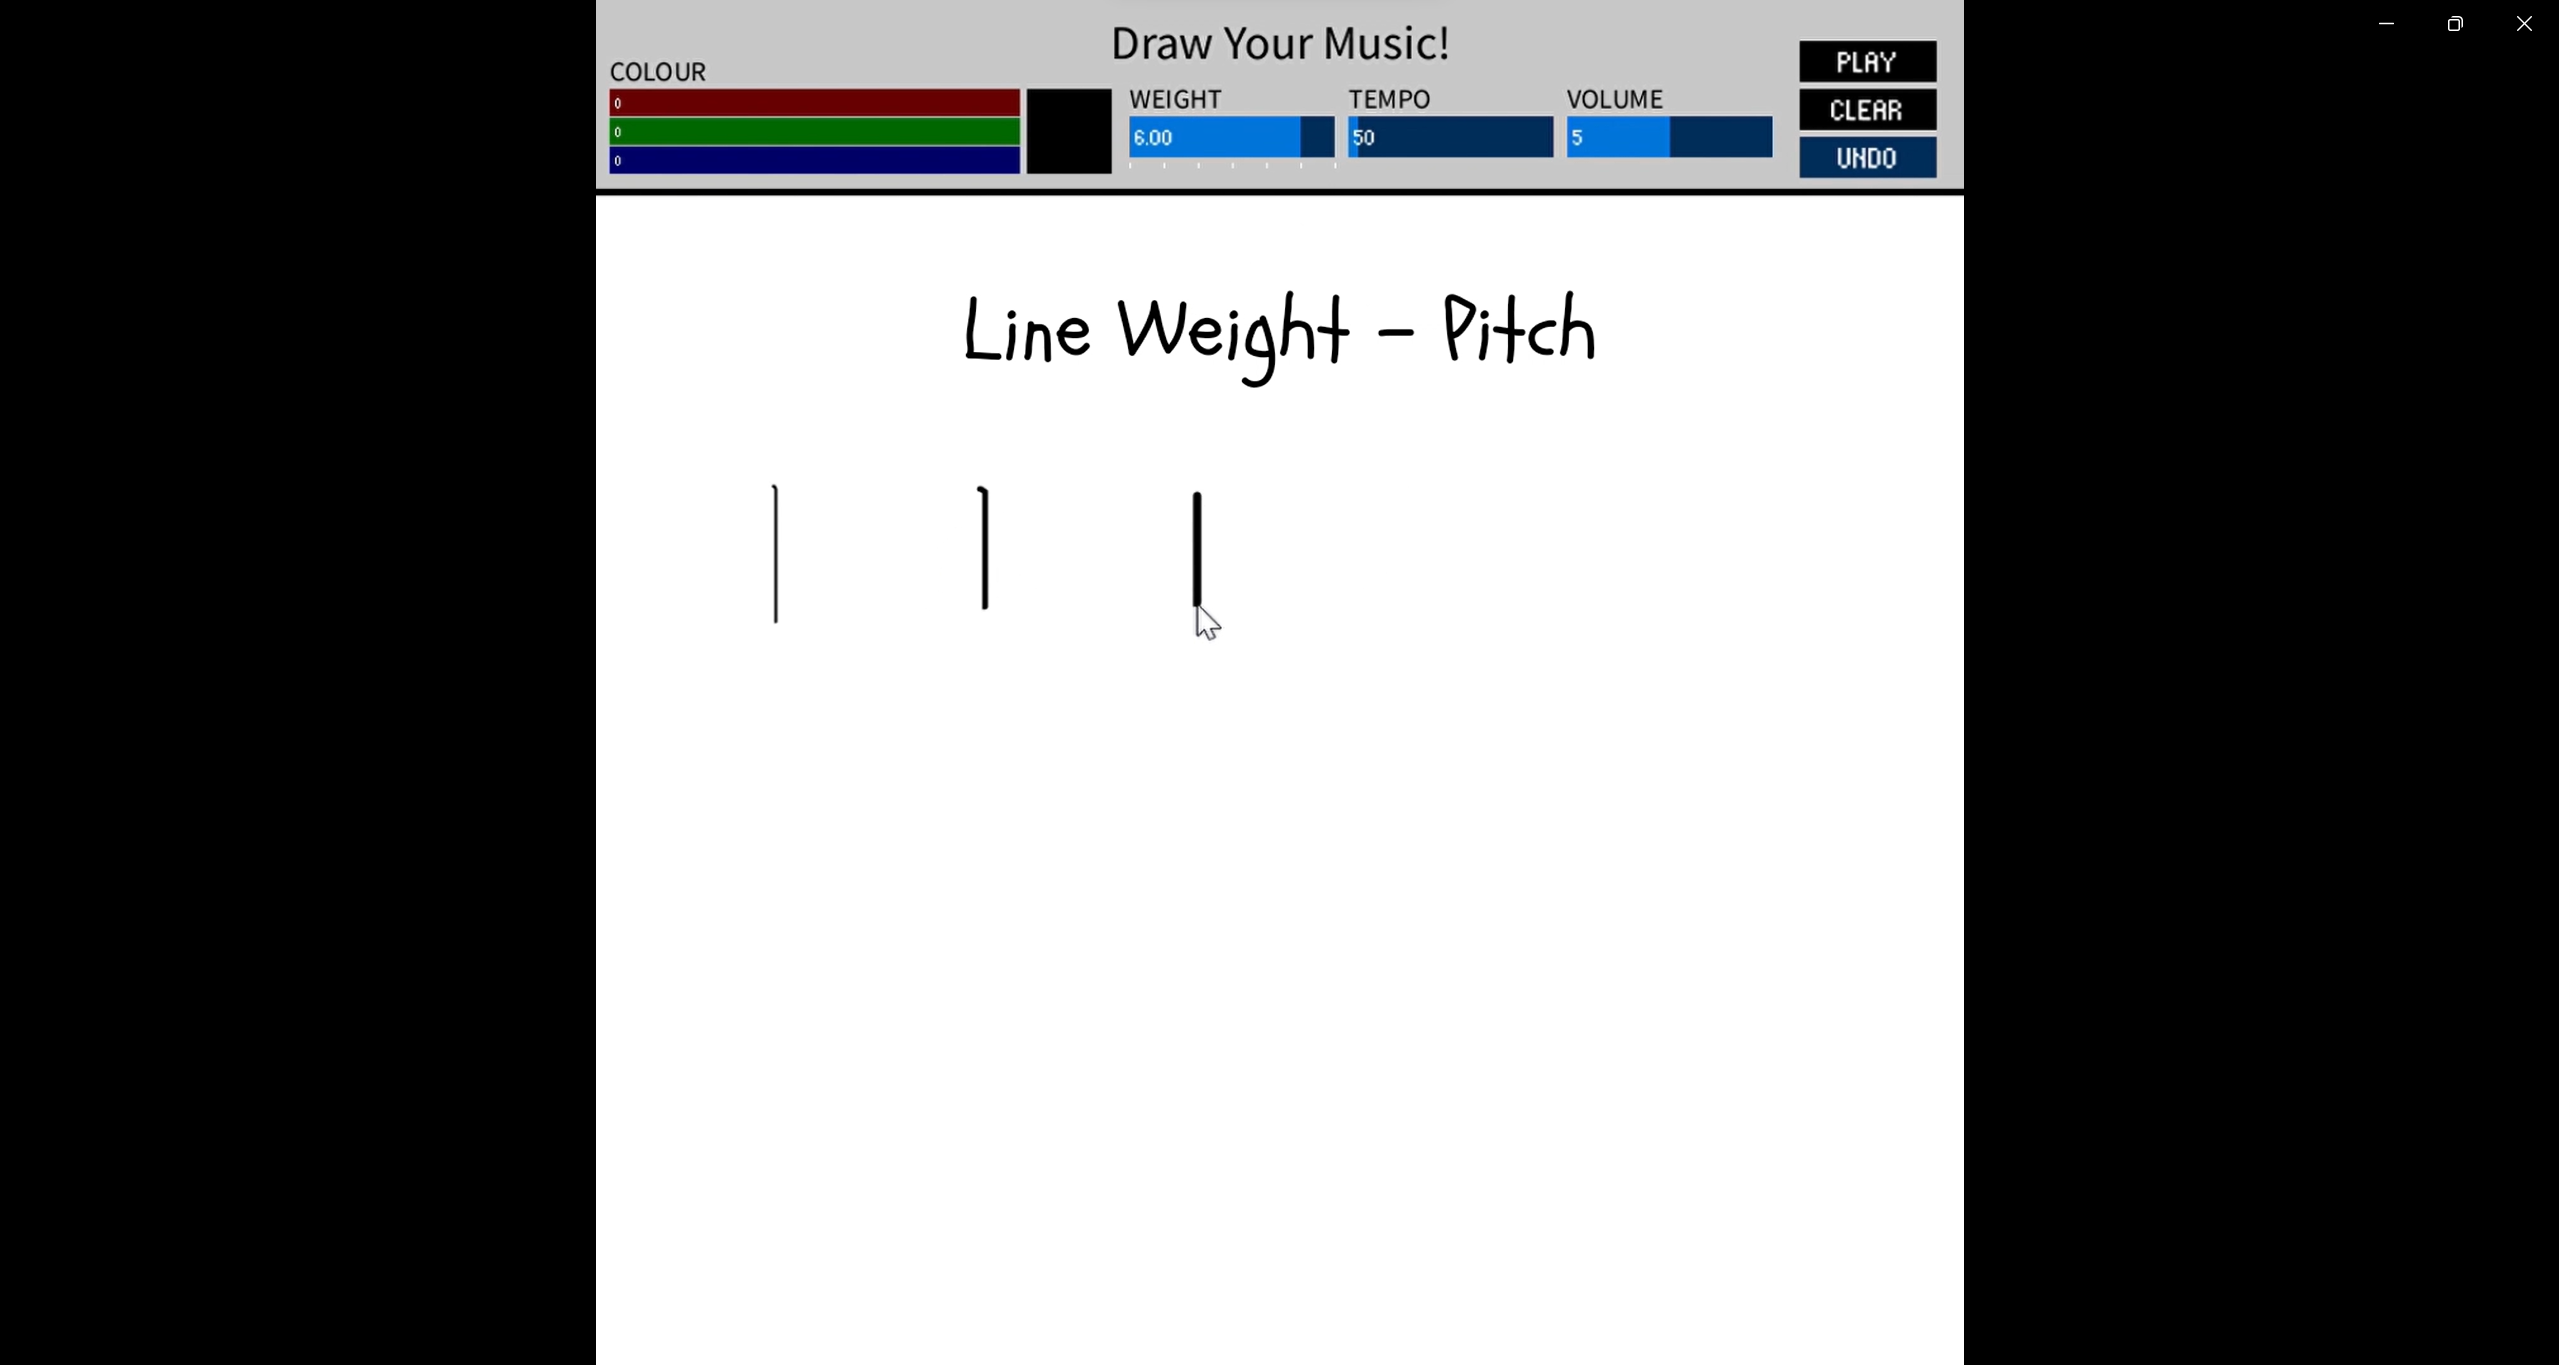 Draw Your Music!
COLOUR
0
0
0
WEIGHT
6.00
TEMPO
50
VOLUME
5
PLAY
CLEAR
UNDO
Line Weight - Pitch